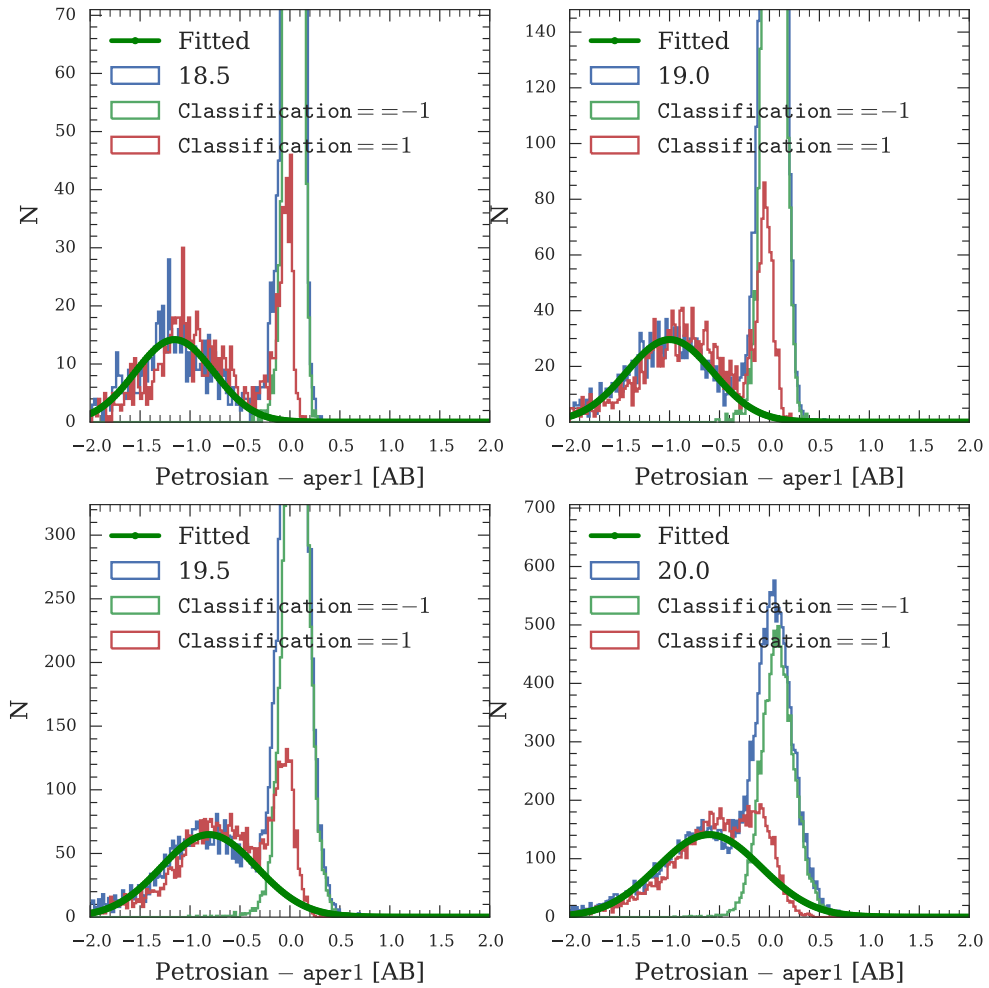 70
60
50
40
30
20
10
0
N
Fitted
18.5
Classification==−1
Classification==1
−2.0 −1.5 −1.0 −0.5 0.0 0.5 1.0 1.5 2.0
Petrosian − aper1 [AB]
140
120
100
80
60
40
20
0
N
Fitted
19.0
Classification==−1
Classification==1
−2.0 −1.5 −1.0 −0.5 0.0 0.5 1.0 1.5 2.0
Petrosian − aper1 [AB]
300
250
200
150
100
50
0
N
Fitted
19.5
Classification==−1
Classification==1
−2.0 −1.5 −1.0 −0.5 0.0 0.5 1.0 1.5 2.0
Petrosian − aper1 [AB]
700
600
500
400
300
200
100
0
N
Fitted
20.0
Classification==−1
Classification==1
−2.0 −1.5 −1.0 −0.5 0.0 0.5 1.0 1.5 2.0
Petrosian − aper1 [AB]